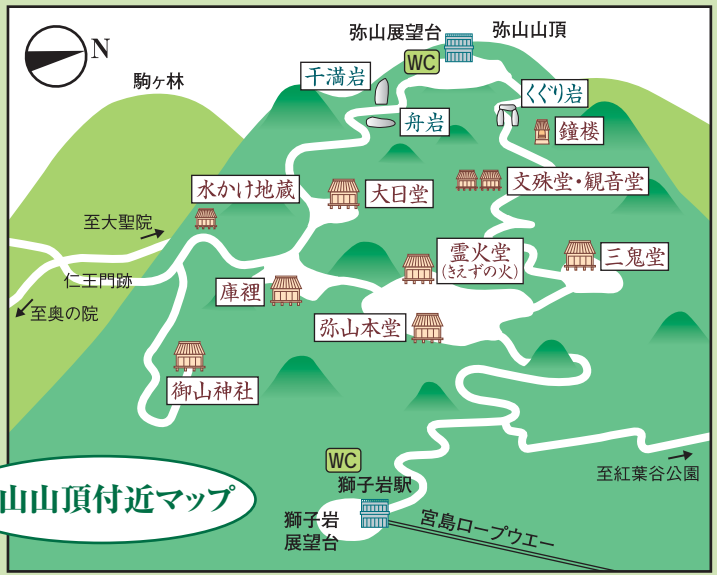 N
弥山展望台
弥山山頂
WC
駒ヶ林
干満岩
くぐり岩
舟岩
鐘楼
水かけ地蔵
大日堂
文殊堂・観音堂
至大聖院
霊火堂
(きえずの火)
三鬼堂
仁王門跡
庫裡
至奥の院
弥山本堂
御山神社
WC
獅子岩駅
至紅葉谷公園
山山頂付近マップ
獅子岩
展望台
宮島ロープウエー